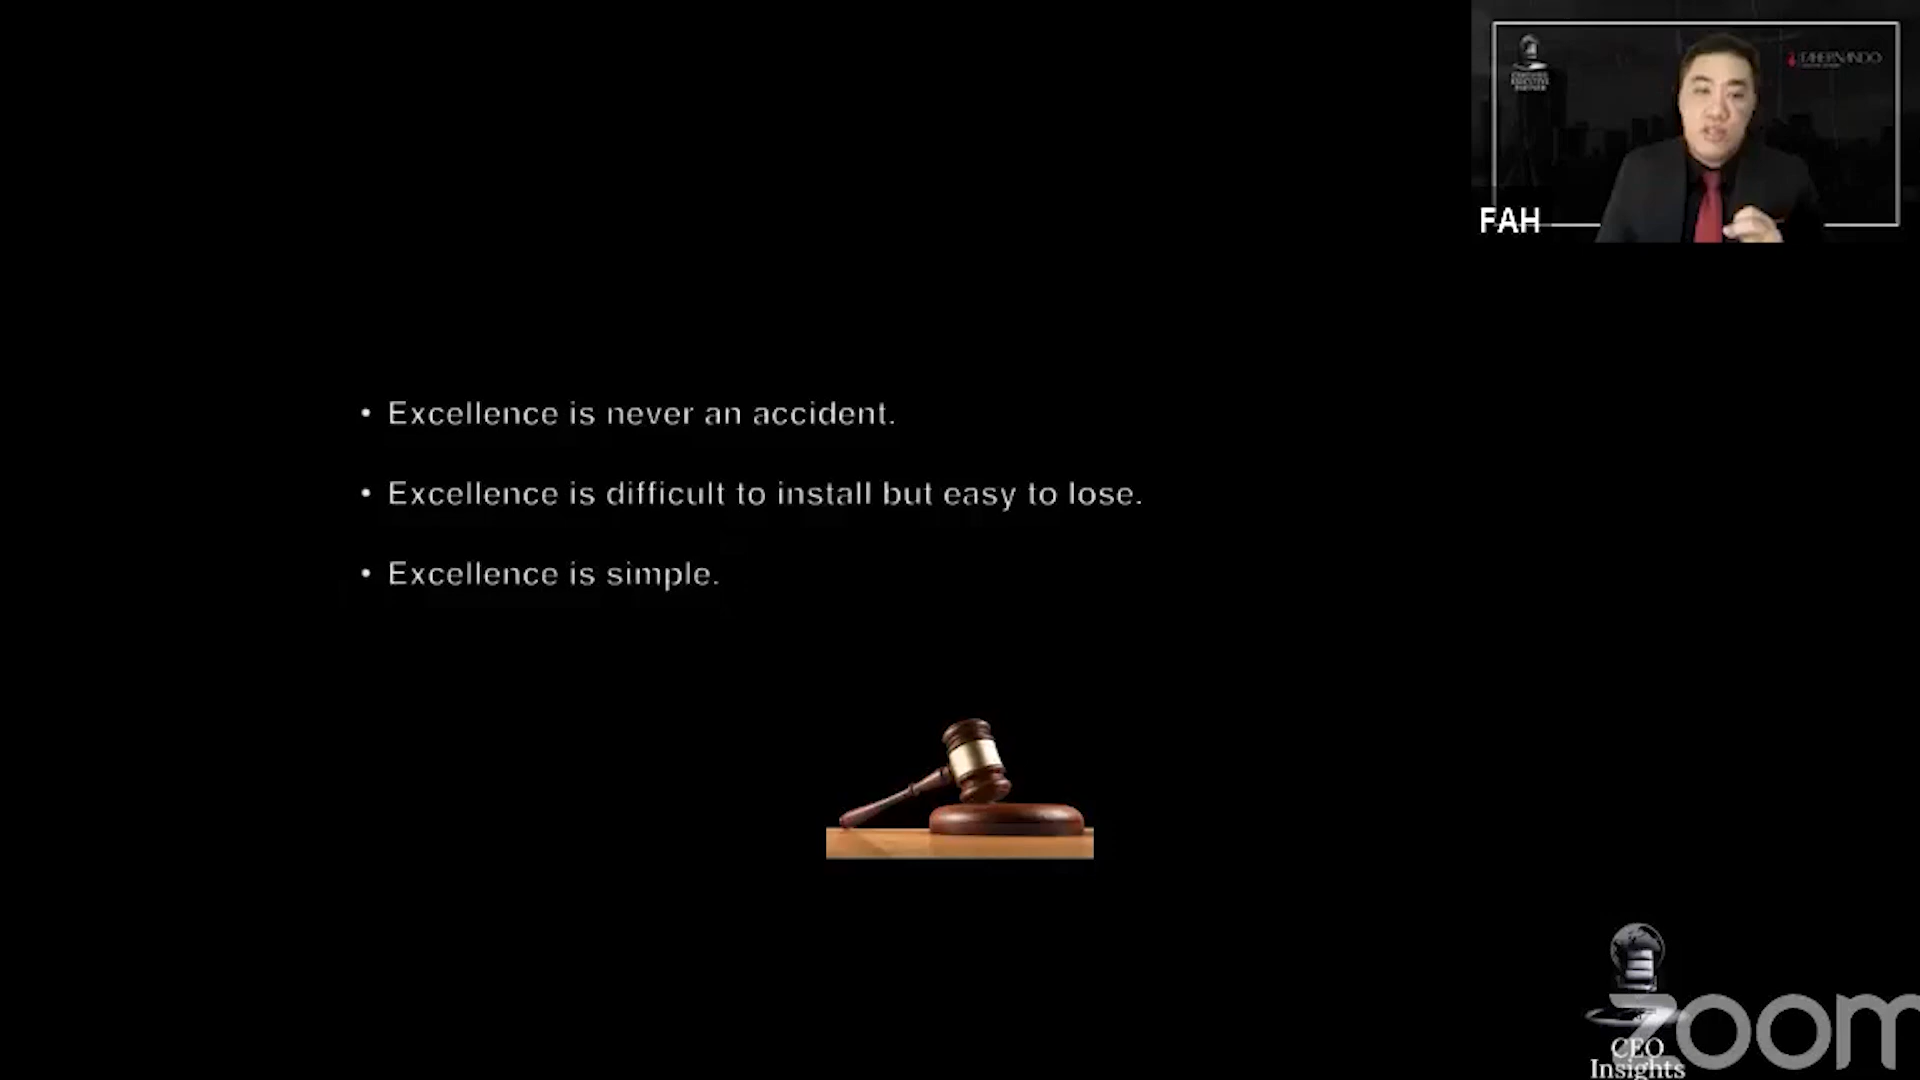 FAH
• Excellence is never an accident.
• Excellence is difficult to install but easy to lose.
• Excellence is simple.
zoom
CEO
Insights